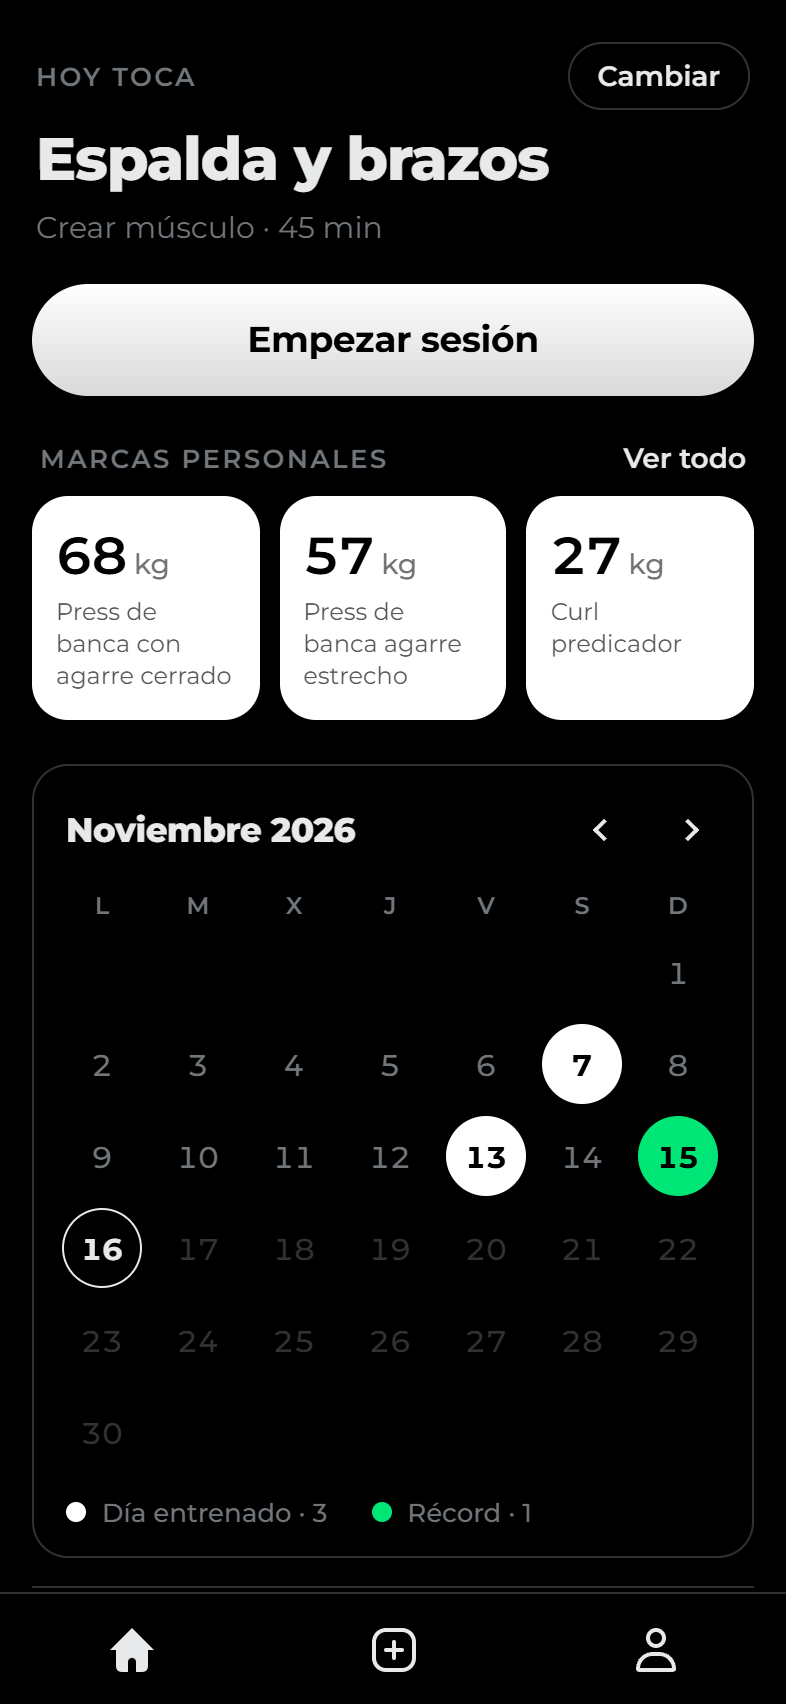 HOY TOCA
Cambiar
Espalda y brazos
Crear músculo · 45 min
Empezar sesión
MARCAS PERSONALES
Ver todo
68 kg
Press de
banca con
agarre cerrado
57 kg
Press de
banca agarre
estrecho
27 kg
Curl
predicador
Noviembre 2026
L M X J V S D
1
2 3 4 5 6 7 8
9 10 11 12 13 14 15
16 17 18 19 20 21 22
23 24 25 26 27 28 29
30
Día entrenado · 3
Récord · 1